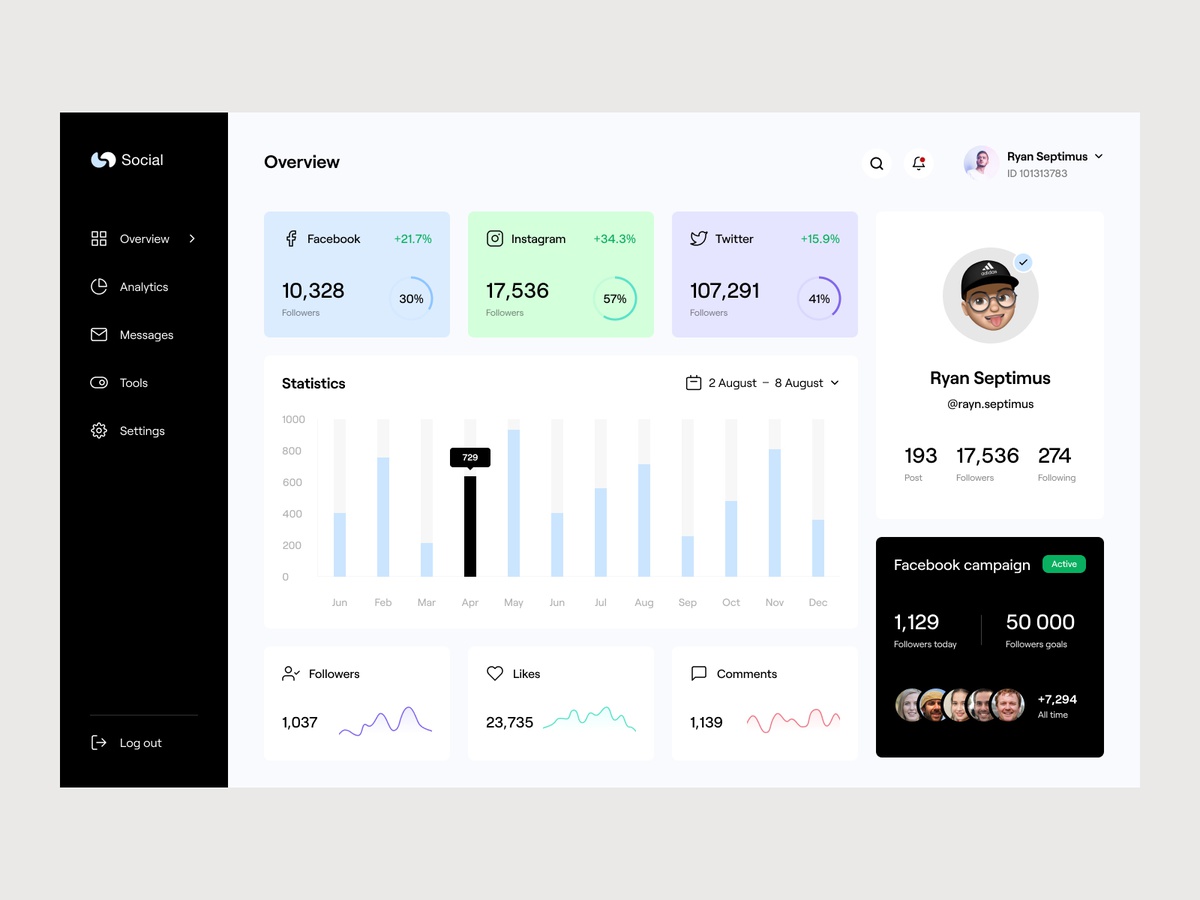 Social
Overview
Analytics
Messages
Tools
Settings
Log out
Overview
Ryan Septimus
ID 101313783
Facebook +21.7%
10,328
Followers
30%
Instagram +34.3%
17,536
Followers
57%
Twitter +15.9%
107,291
Followers
41%
Statistics
2 August – 8 August
1000
800
600
400
200
0
729
Jun Feb Mar Apr May Jun Jul Aug Sep Oct Nov Dec
Followers
1,037
Likes
23,735
Comments
1,139
adidas
Ryan Septimus
@rayn.septimus
193 17,536 274
Post Followers Following
Facebook campaign Active
1,129 50 000
Followers today Followers goals
+7,294
All time